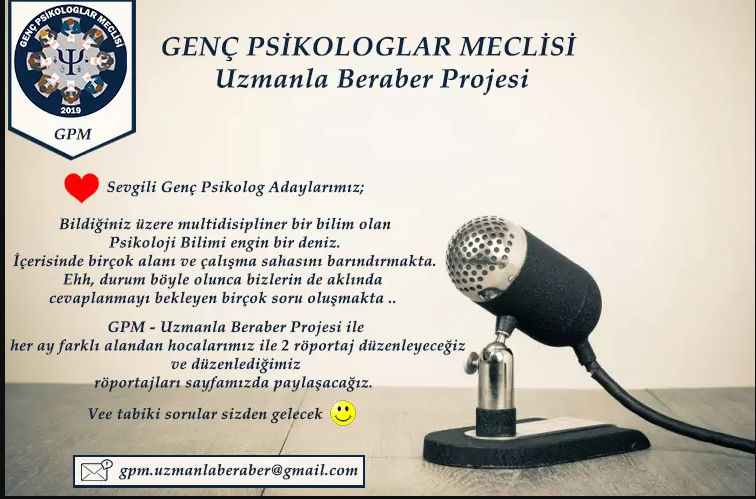 GENÇ PSİKOLOGLAR MECLİSİ
2019
GPM
GENÇ PSİKOLOGLAR MECLİSİ
Uzmanla Beraber Projesi
Sevgili Genç Psikolog Adaylarımız;
Bildiğiniz üzere multidisipliner bir bilim olan
Psikoloji Bilimi engin bir deniz.
İçerisinde birçok alanı ve çalışma sahasını barındırmakta.
Ehh, durum böyle olunca bizlerin de aklında
cevaplanmayı bekleyen birçok soru oluşmakta ..
GPM - Uzmanla Beraber Projesi ile
her ay farklı alandan hocalarımız ile 2 röportaj düzenleyeceğiz
ve düzenlediğimiz
röportajları sayfamızda paylaşacağız.
Vee tabiki sorular sizden gelecek
gpm.uzmanlaberaber@gmail.com